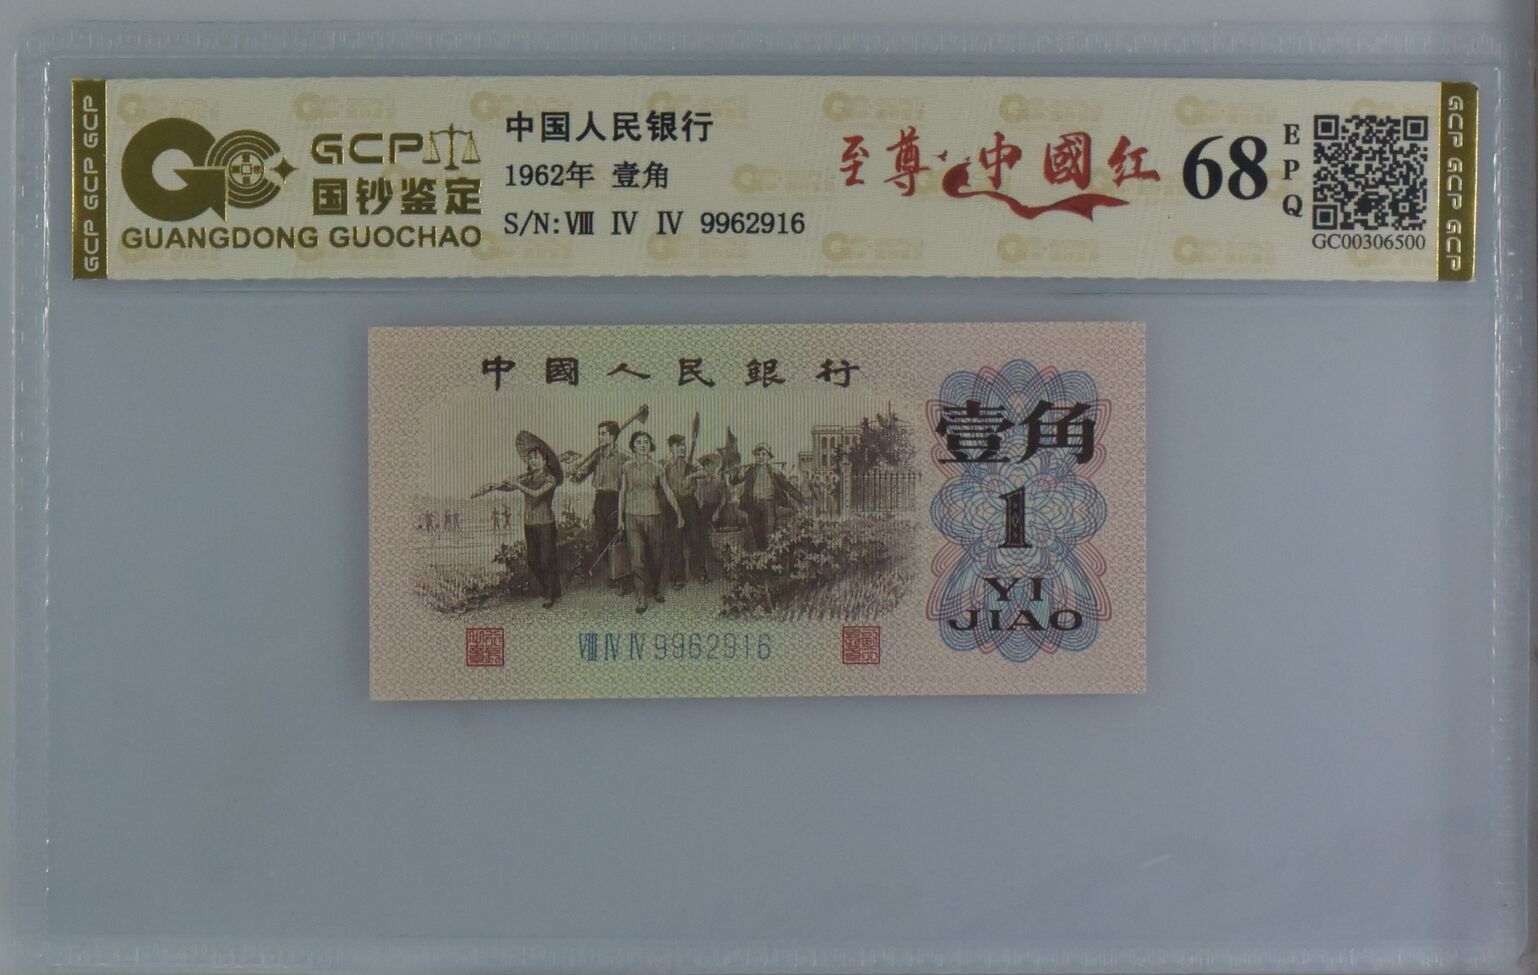 GCP GCP GCP
GCP
国钞鉴定
GUANGDONG GUOCHAO
中国人民银行
1962年 壹角
S/N:Ⅷ Ⅳ Ⅳ 9962916
至尊 中國红
68
EPQ
GC00306500
GCP GCP GCP
中國人民銀行
壹角
1
YI
JIAO
Ⅷ Ⅳ Ⅳ 9962916